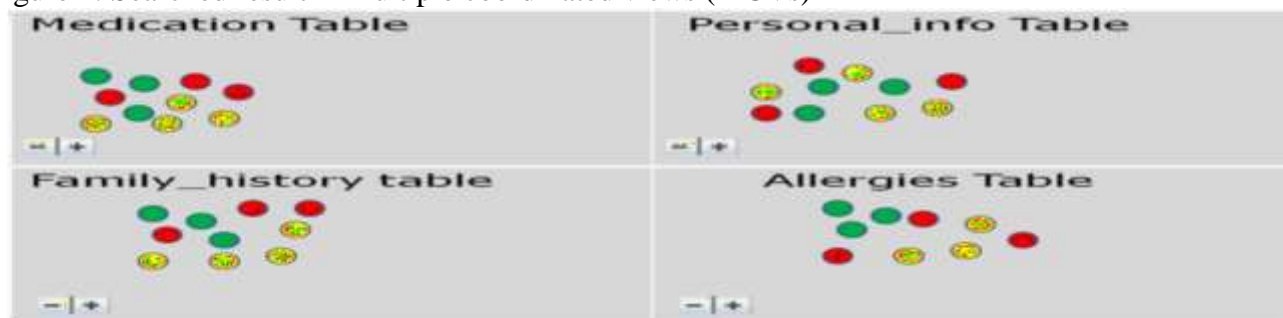 Medication Table
Personal_info Table
- +
- +
Family_history table
Allergies Table
- +
- +